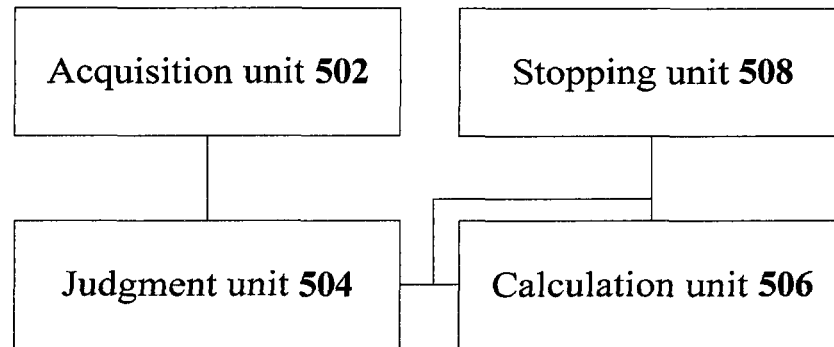 Acquisition unit 502
Stopping unit 508
Judgment unit 504
Calculation unit 506